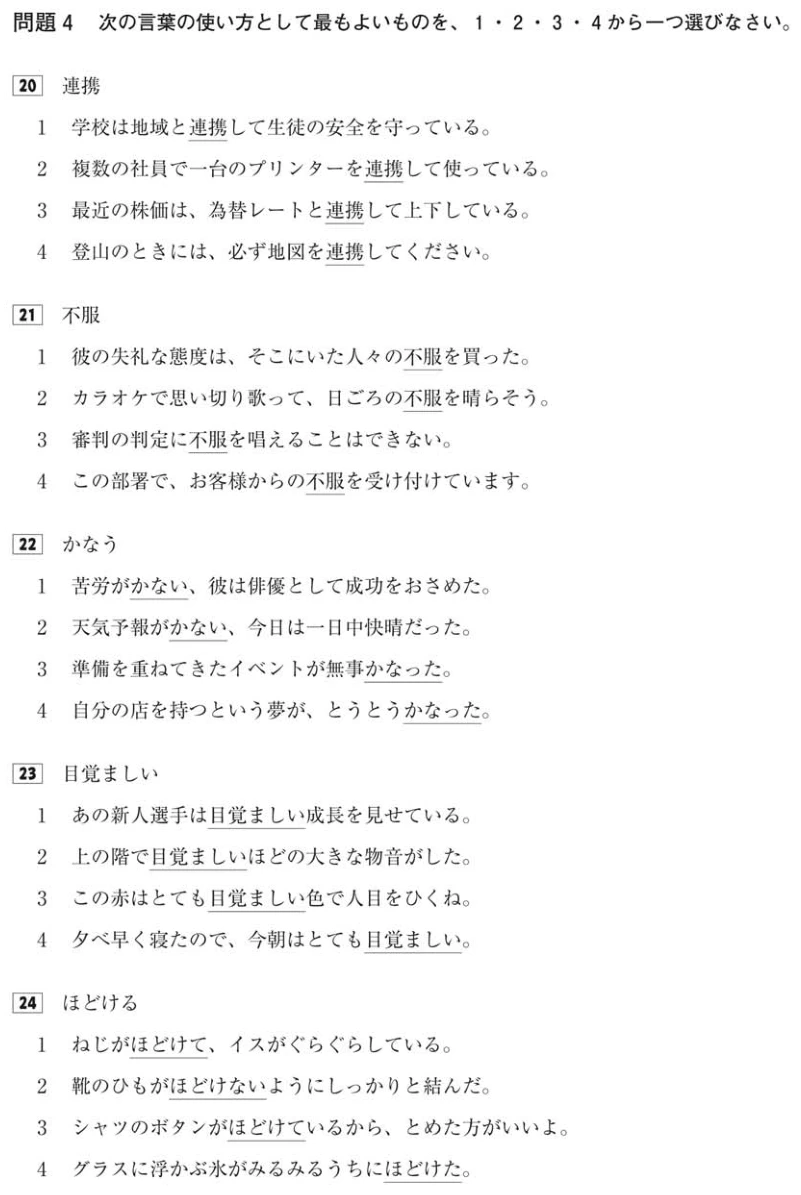 問題4 次の言葉の使い方として最もよいものを、1・2・3・4から一つ選びなさい。
20 連携
1 学校は地域と連携して生徒の安全を守っている。
2 複数の社員で一台のプリンターを連携して使っている。
3 最近の株価は、為替レートと連携して上下している。
4 登山のときには、必ず地図を連携してください。
21 不服
1 彼の失礼な態度は、そこにいた人々の不服を買った。
2 カラオケで思い切り歌って、日ごろの不服を晴らそう。
3 審判の判定に不服を唱えることはできない。
4 この部署で、お客様からの不服を受け付けています。
22 かなう
1 苦労がかない、彼は俳優として成功をおさめた。
2 天気予報がかない、今日は一日中快晴だった。
3 準備を重ねてきたイベントが無事かなった。
4 自分の店を持つという夢が、とうとうかなった。
23 目覚ましい
1 あの新人選手は目覚ましい成長を見せている。
2 上の階で目覚ましいほどの大きな物音がした。
3 この赤はとても目覚ましい色で人目をひくね。
4 夕べ早く寝たので、今朝はとても目覚ましい。
24 ほどける
1 ねじがほどけて、イスがぐらぐらしている。
2 靴のひもがほどけないようにしっかりと結んだ。
3 シャツのボタンがほどけているから、とめた方がいいよ。
4 グラスに浮かぶ氷がみるみるうちにほどけた。